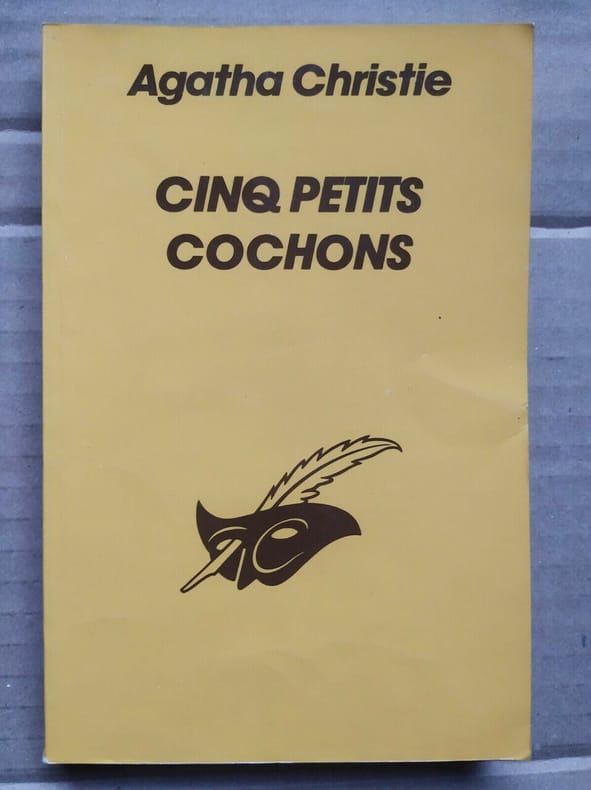 Agatha Christie
CINQ PETITS
COCHONS